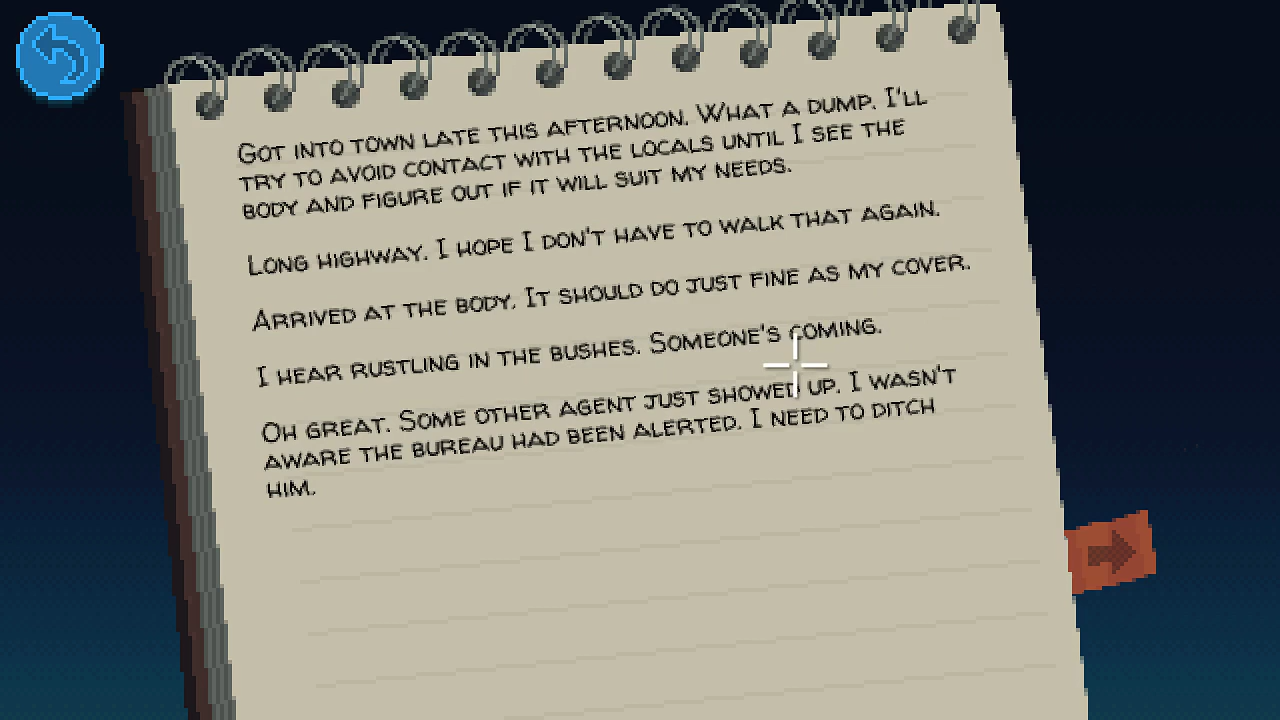 Got into town late this afternoon. What a dump. I'll
try to avoid contact with the locals until I see the
body and figure out if it will suit my needs.
Long highway. I hope I don't have to walk that again.
Arrived at the body. It should do just fine as my cover.
I hear rustling in the bushes. Someone's coming.
Oh great. Some other agent just showed up. I wasn't
aware the bureau had been alerted. I need to ditch
him.